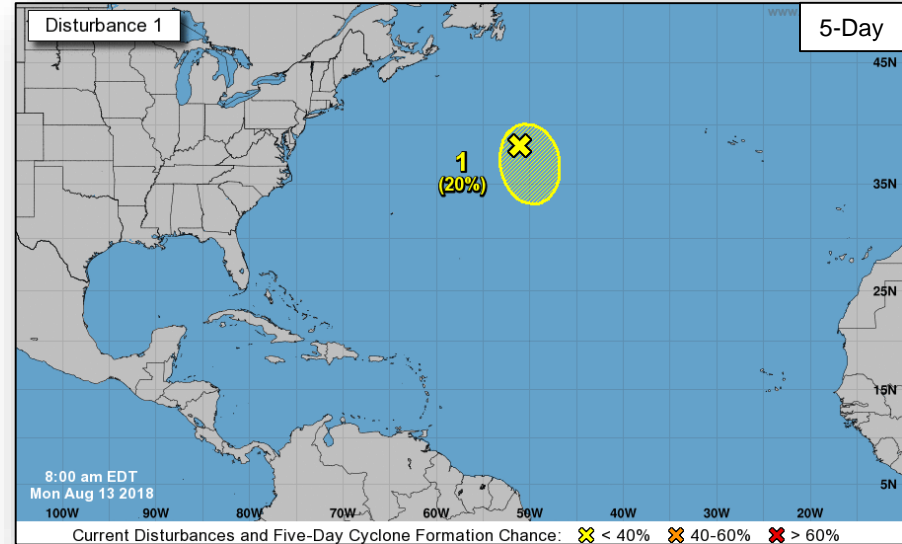 Disturbance 1
www.
5-Day
45N
1
(20%)
35N
25N
15N
8:00 am EDT
Mon Aug 13 2018
5N
100W 90W 80W 70W 60W 50W 40W 30W 20W 10W
Current Disturbances and Five-Day Cyclone Formation Chance: < 40% 40-60% > 60%